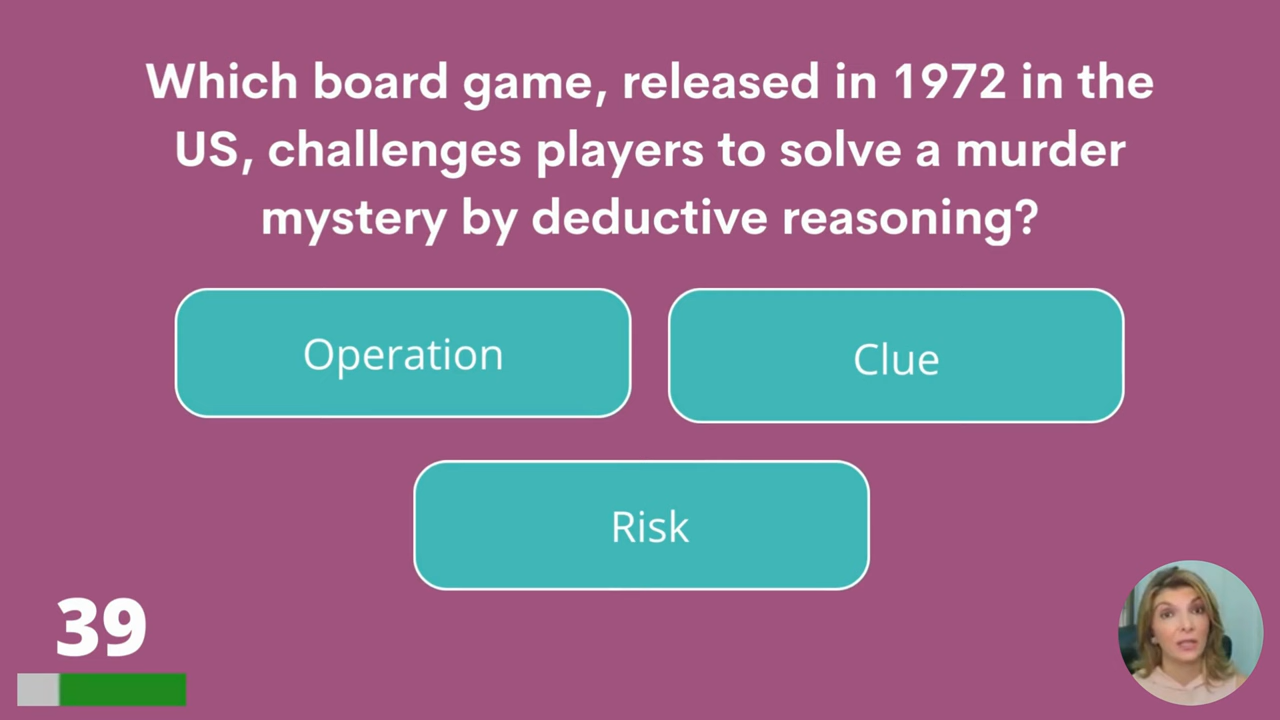 Which board game, released in 1972 in the
US, challenges players to solve a murder
mystery by deductive reasoning?
Operation
Clue
Risk
39